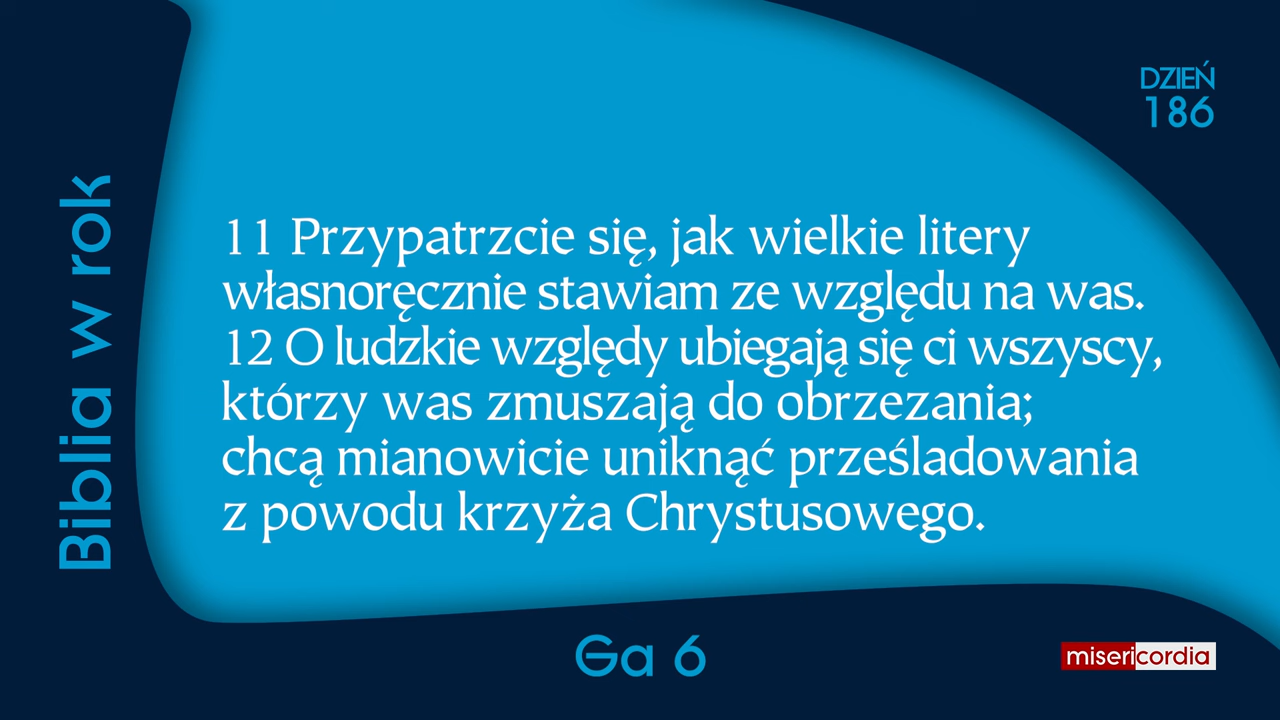 DZIEŃ
186
Biblia w rok
11 Przypatrzcie się, jak wielkie litery
własnoręcznie stawiam ze względu na was.
12 O ludzkie względy ubiegają się ci wszyscy,
którzy was zmuszają do obrzezania;
chcą mianowicie uniknąć prześladowania
z powodu krzyża Chrystusowego.
Ga 6
misericordia